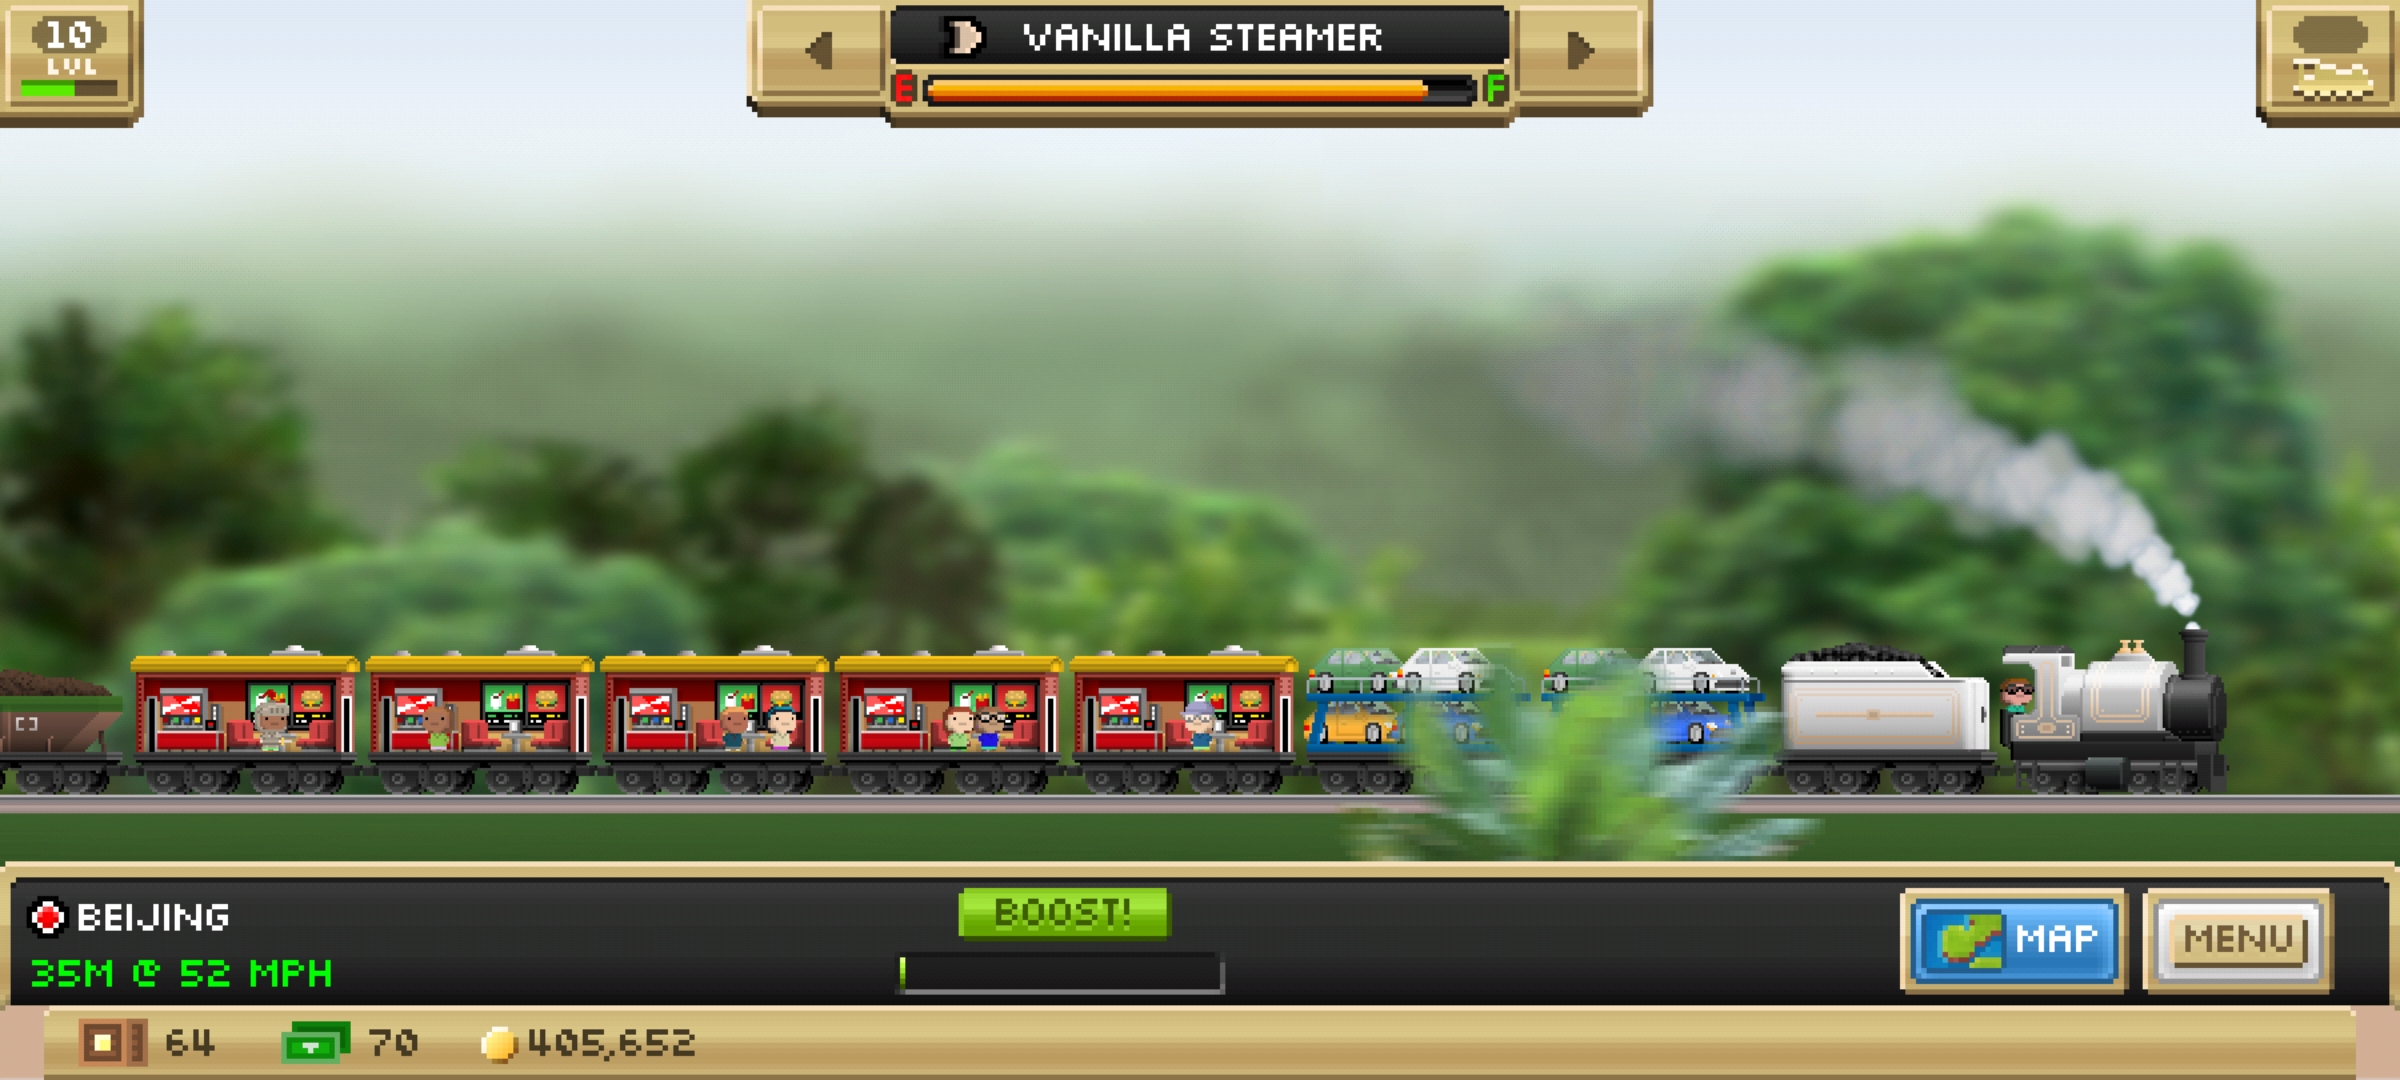 10
LVL
VANILLA STEAMER
E F
BEIJING
35M @ 52 MPH
BOOST!
MAP
MENU
64 70 405,652